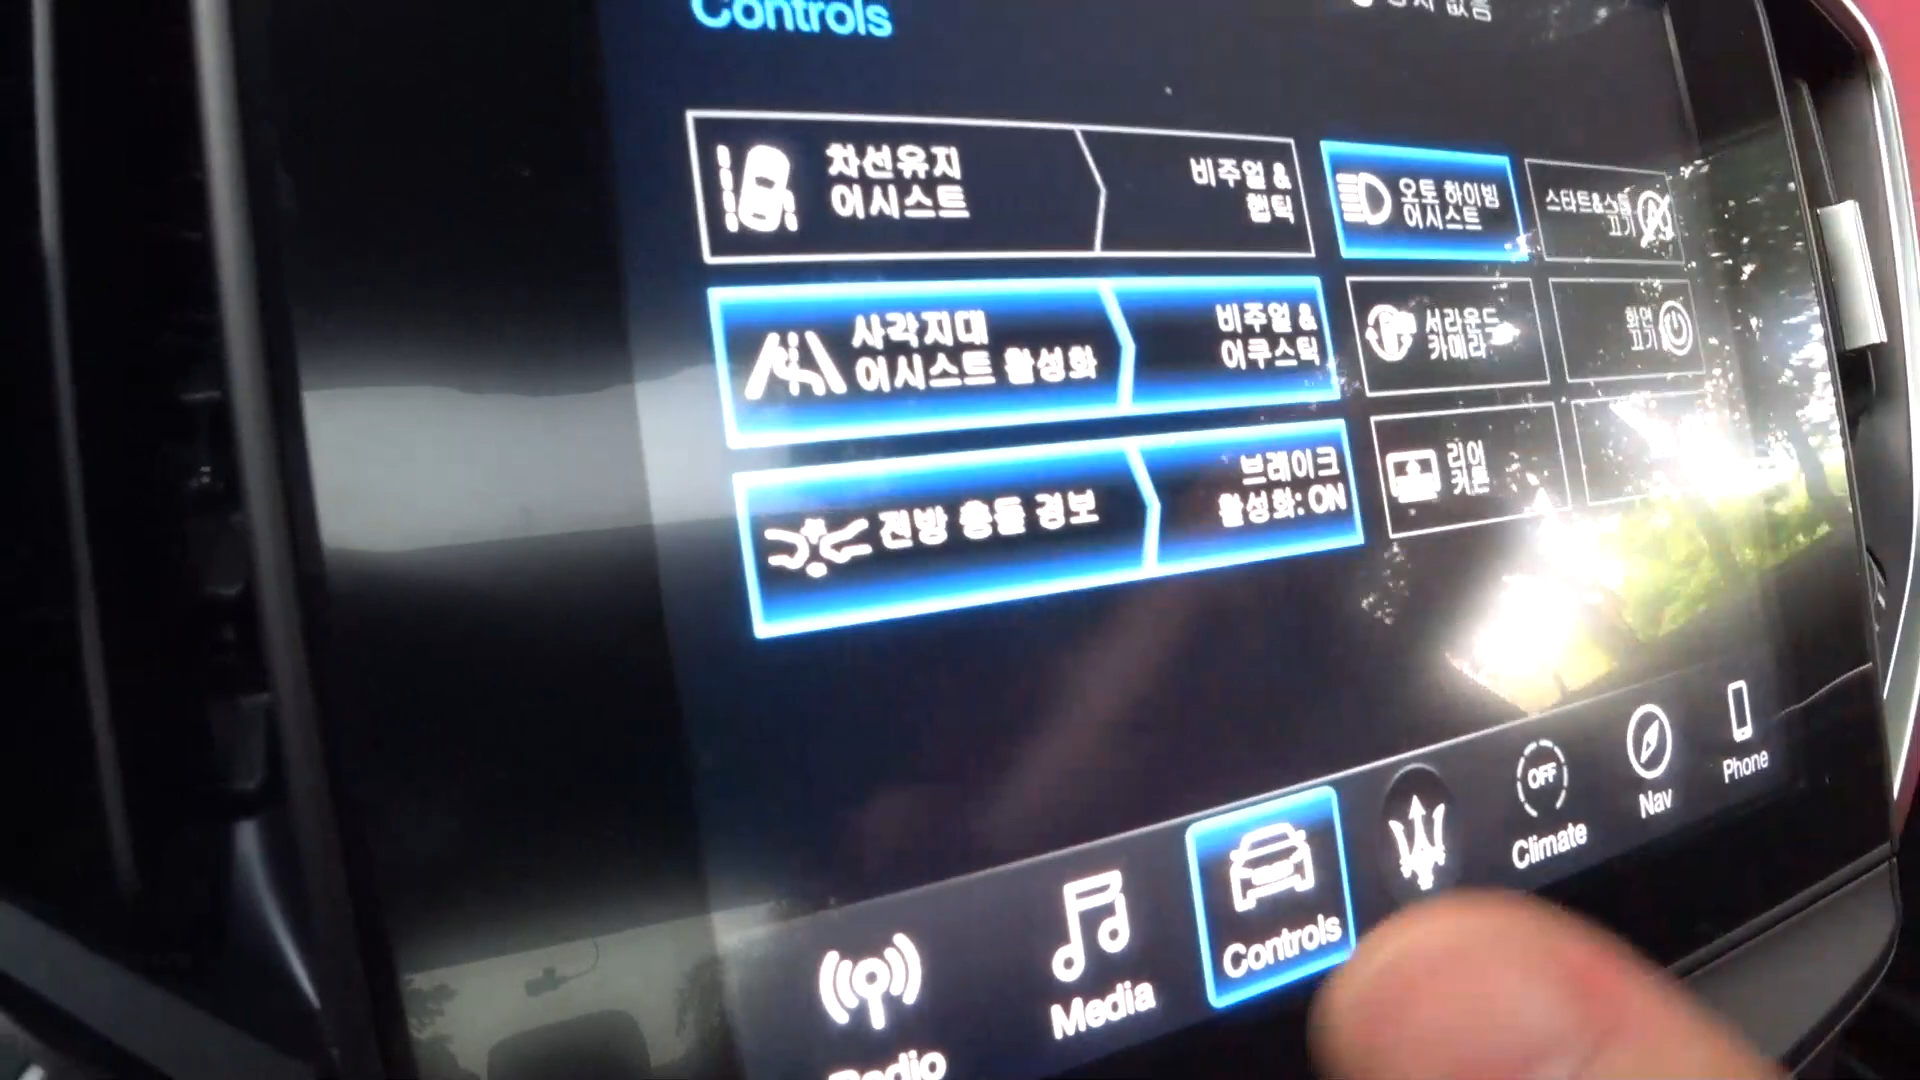 Controls
차선유지
어시스트
비주얼 &
햅틱
오토 하이빔
어시스트
스타트&스톱
끄기
사각지대
어시스트 활성화
비주얼 &
어쿠스틱
서라운드
카메라
화면
끄기
전방 충돌 경보
브레이크
활성화: ON
리어
커튼
Radio
Media
Controls
OFF
Climate
Nav
Phone